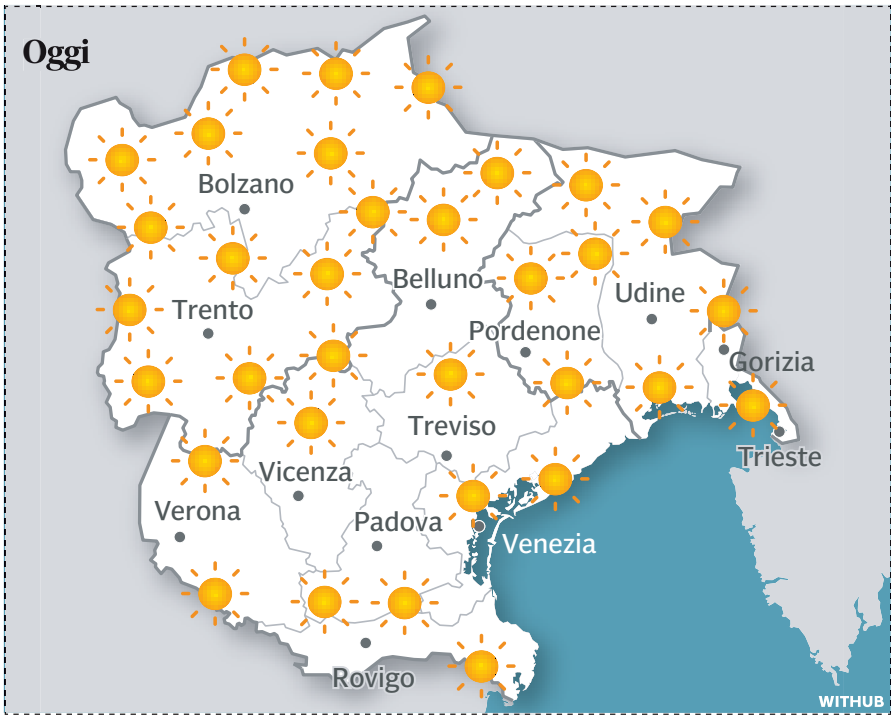 Oggi
Bolzano
Belluno
Udine
Trento
Pordenone
Gorizia
Treviso
Trieste
Vicenza
Verona
Padova
Venezia
Rovigo
WITHUB